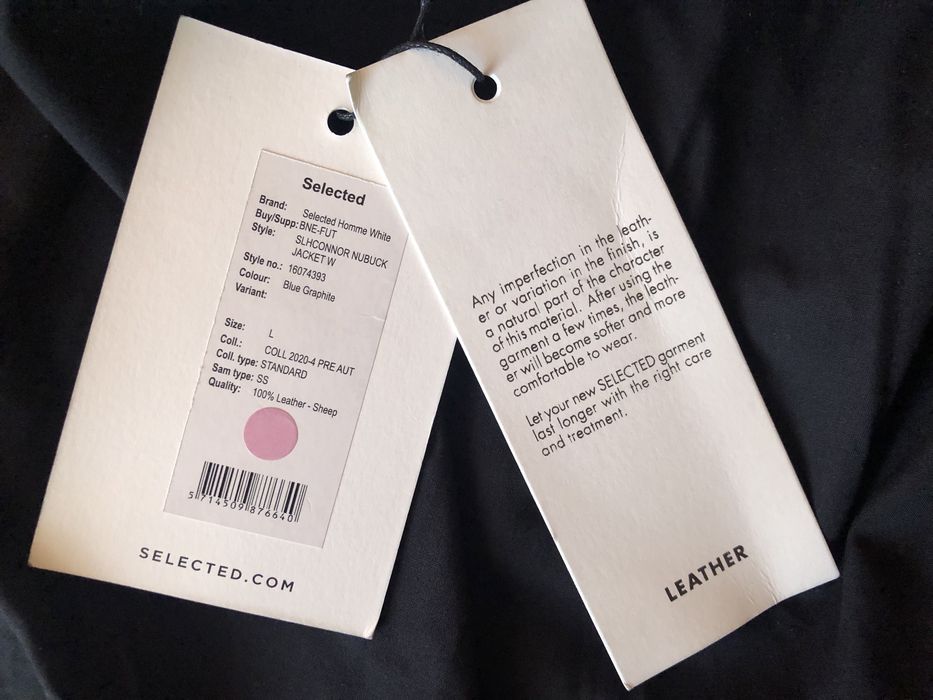 Selected
Brand: Selected Homme White
Buy/Supp: BNE-FUT
Style: SLHCONNOR NUBUCK
JACKET W
Style no.: 16074393
Colour: Blue Graphite
Variant:
Size: L
Coll.: COLL 2020-4 PRE AUT
Coll. type: STANDARD
Sam type: SS
Quality: 100% Leather - Sheep
5 714509 876640
SELECTED.COM
Any imperfection in the leath-
er or variation in the finish, is
a natural part of the character
of this material. After using the
garment a few times, the leath-
er will become softer and more
comfortable to wear.
Let your new SELECTED garment
last longer with the right care
and treatment.
LEATHER